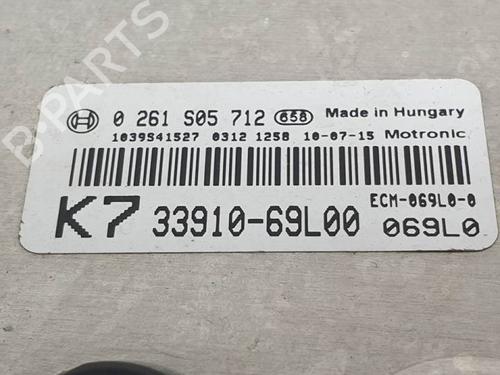 0 261 S05 712 658 Made in Hungary
1039S41527 0312 1258 10-07-15 Motronic
ECM-069L0-0
K7 33910-69L00 069L0
B-PARTS